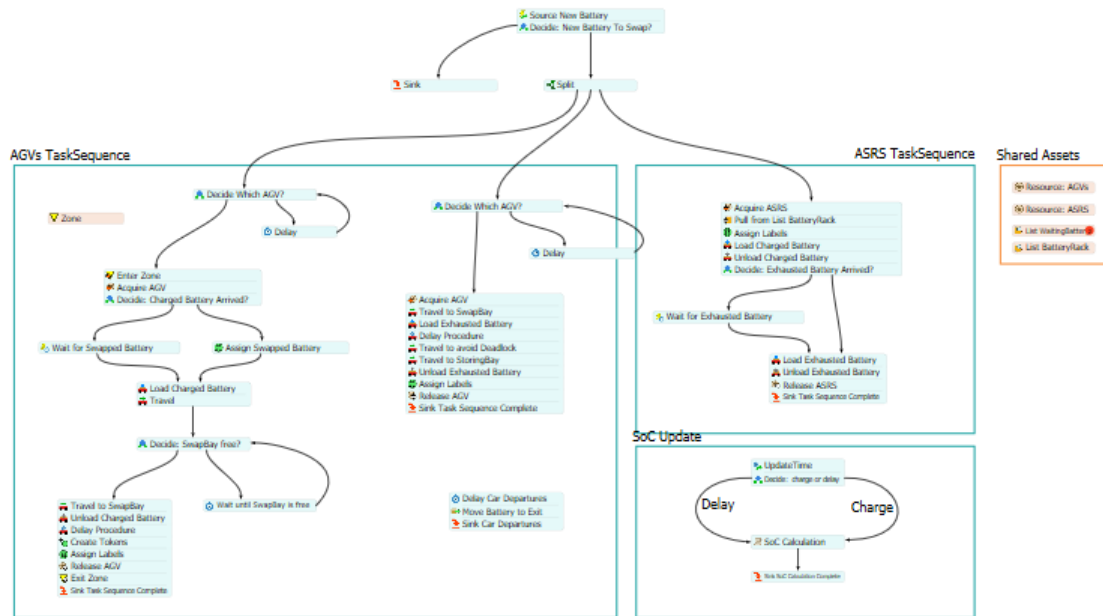 Source New Battery
Decide: New Battery To Swap?
Sink
Split
AGVs TaskSequence
Zone
Decide Which AGV?
Delay
Enter Zone
Acquire AGV
Decide: Charged Battery Arrived?
Wait for Swapped Battery
Assign Swapped Battery
Load Charged Battery
Travel
Decide: SwapBay free?
Wait until SwapBay is free
Travel to SwapBay
Unload Charged Battery
Delay Procedure
Create Tokens
Assign Labels
Release AGV
Exit Zone
Sink Task Sequence Complete
Decide Which AGV?
Delay
Acquire AGV
Travel to SwapBay
Load Exhausted Battery
Delay Procedure
Travel to avoid Deadlock
Travel to StoringBay
Unload Exhausted Battery
Assign Labels
Release AGV
Sink Task Sequence Complete
Delay Car Departures
Move Battery to Exit
Sink Car Departures
ASRS TaskSequence
Acquire ASRS
Pull from List BatteryRack
Assign Labels
Load Charged Battery
Unload Charged Battery
Decide: Exhausted Battery Arrived?
Wait for Exhausted Battery
Load Exhausted Battery
Unload Exhausted Battery
Release ASRS
Sink Task Sequence Complete
Shared Assets
Resource: AGVs
Resource: ASRS
List
List BatteryRack
SoC Update
UpdateTime
Decide: charge or delay
Delay
Charge
SoC Calculation
Sink SoC Calculation Complete